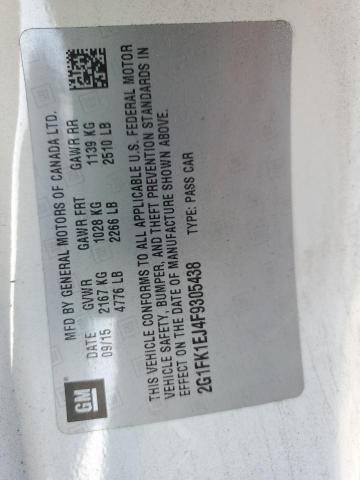 GM
MFD BY GENERAL MOTORS OF CANADA LTD.
DATE GVWR GAWR FRT GAWR RR
09/15 2167 KG 1028 KG 1139 KG
4776 LB 2266 LB 2510 LB
THIS VEHICLE CONFORMS TO ALL APPLICABLE U.S. FEDERAL MOTOR
VEHICLE SAFETY, BUMPER, AND THEFT PREVENTION STANDARDS IN
EFFECT ON THE DATE OF MANUFACTURE SHOWN ABOVE.
2G1FK1EJ4F9305438 TYPE: PASS CAR